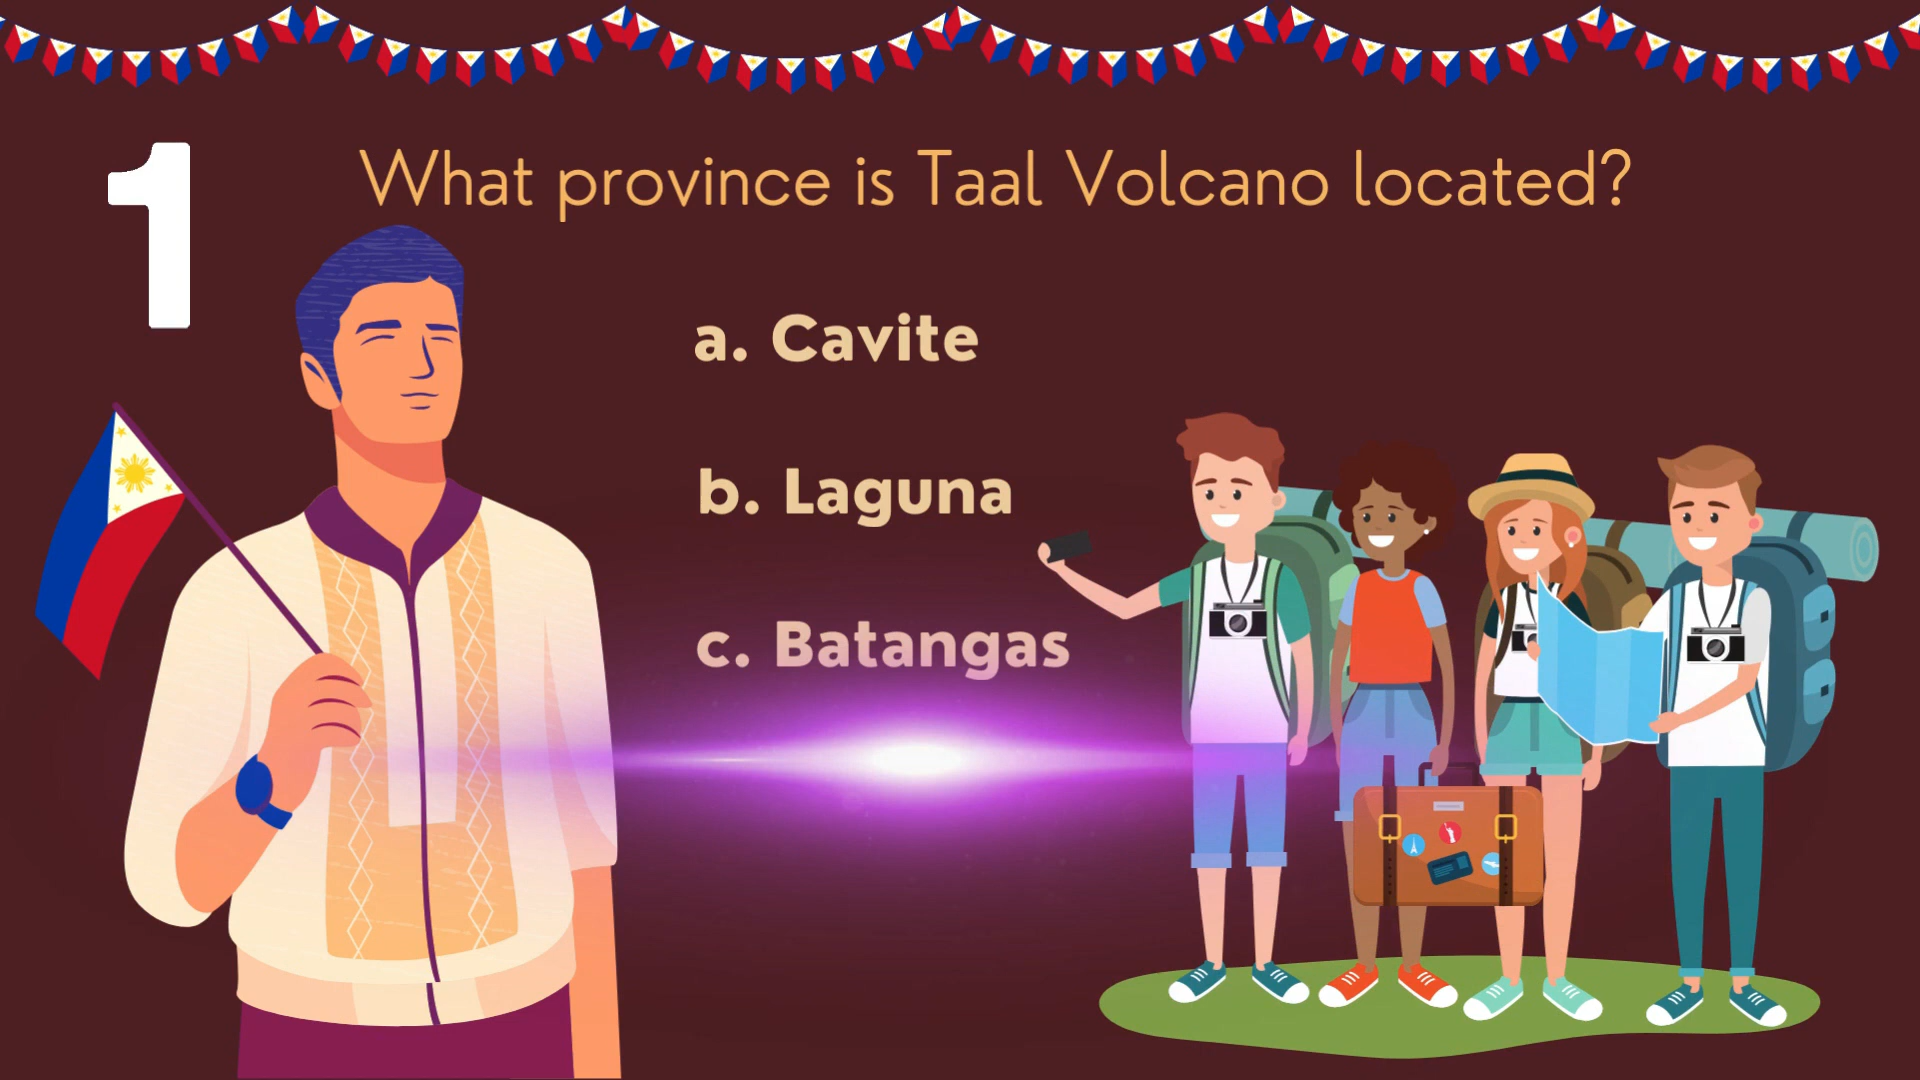 1
What province is Taal Volcano located?
a. Cavite
b. Laguna
c. Batangas